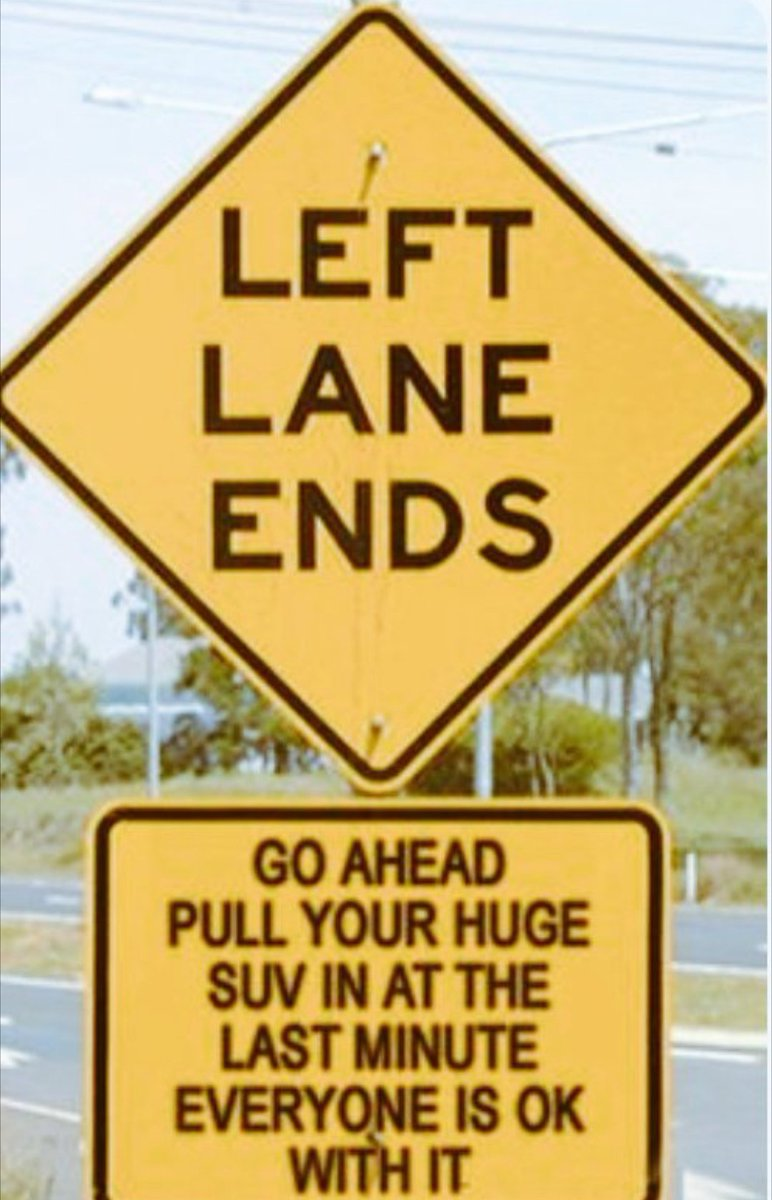 LEFT
LANE
ENDS
GO AHEAD
PULL YOUR HUGE
SUV IN AT THE
LAST MINUTE
EVERYONE IS OK
WITH IT